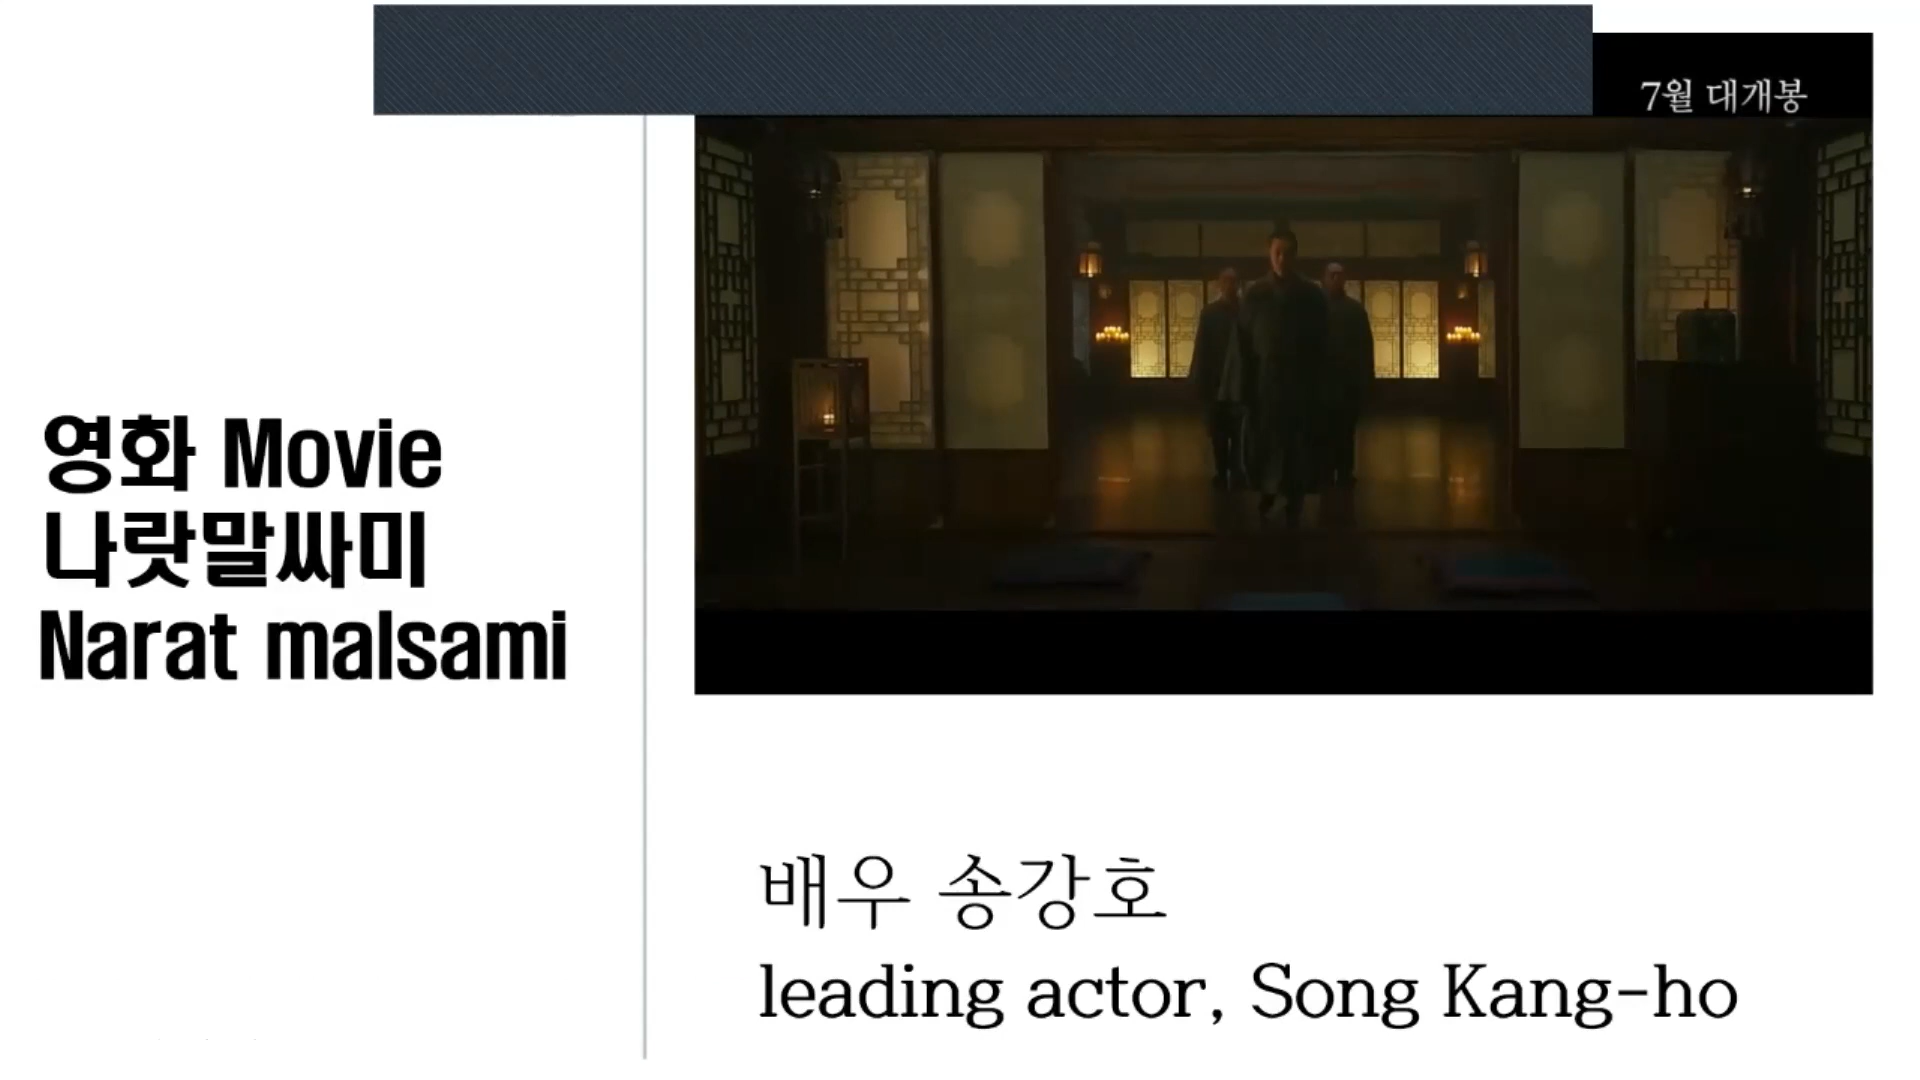 7월 대개봉
영화 Movie
나랏말싸미
Narat malsami
배우 송강호
leading actor, Song Kang-ho